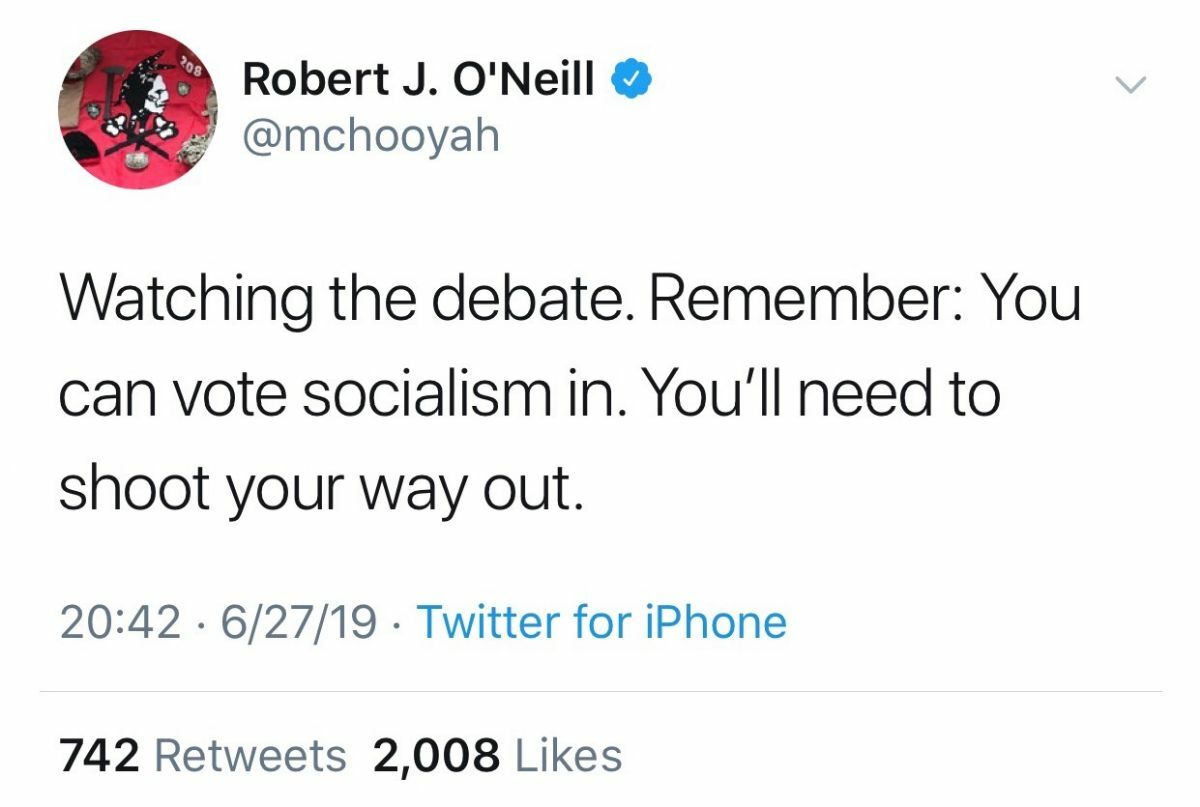 208
Robert J. O'Neill
@mchooyah
Watching the debate. Remember: You
can vote socialism in. You’ll need to
shoot your way out.
20:42 · 6/27/19 · Twitter for iPhone
742 Retweets 2,008 Likes